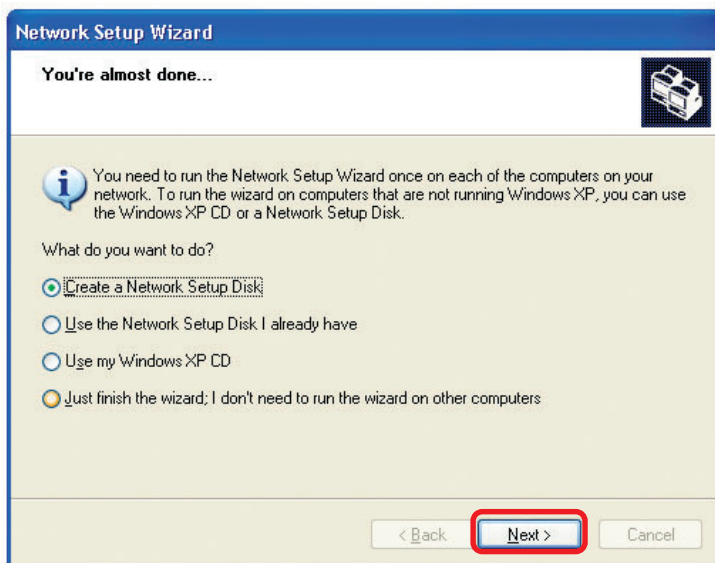 Network Setup Wizard
You're almost done...
You need to run the Network Setup Wizard once on each of the computers on your
network. To run the wizard on computers that are not running Windows XP, you can use
the Windows XP CD or a Network Setup Disk.
What do you want to do?
Create a Network Setup Disk
Use the Network Setup Disk I already have
Use my Windows XP CD
Just finish the wizard; I don't need to run the wizard on other computers
< Back Next > Cancel